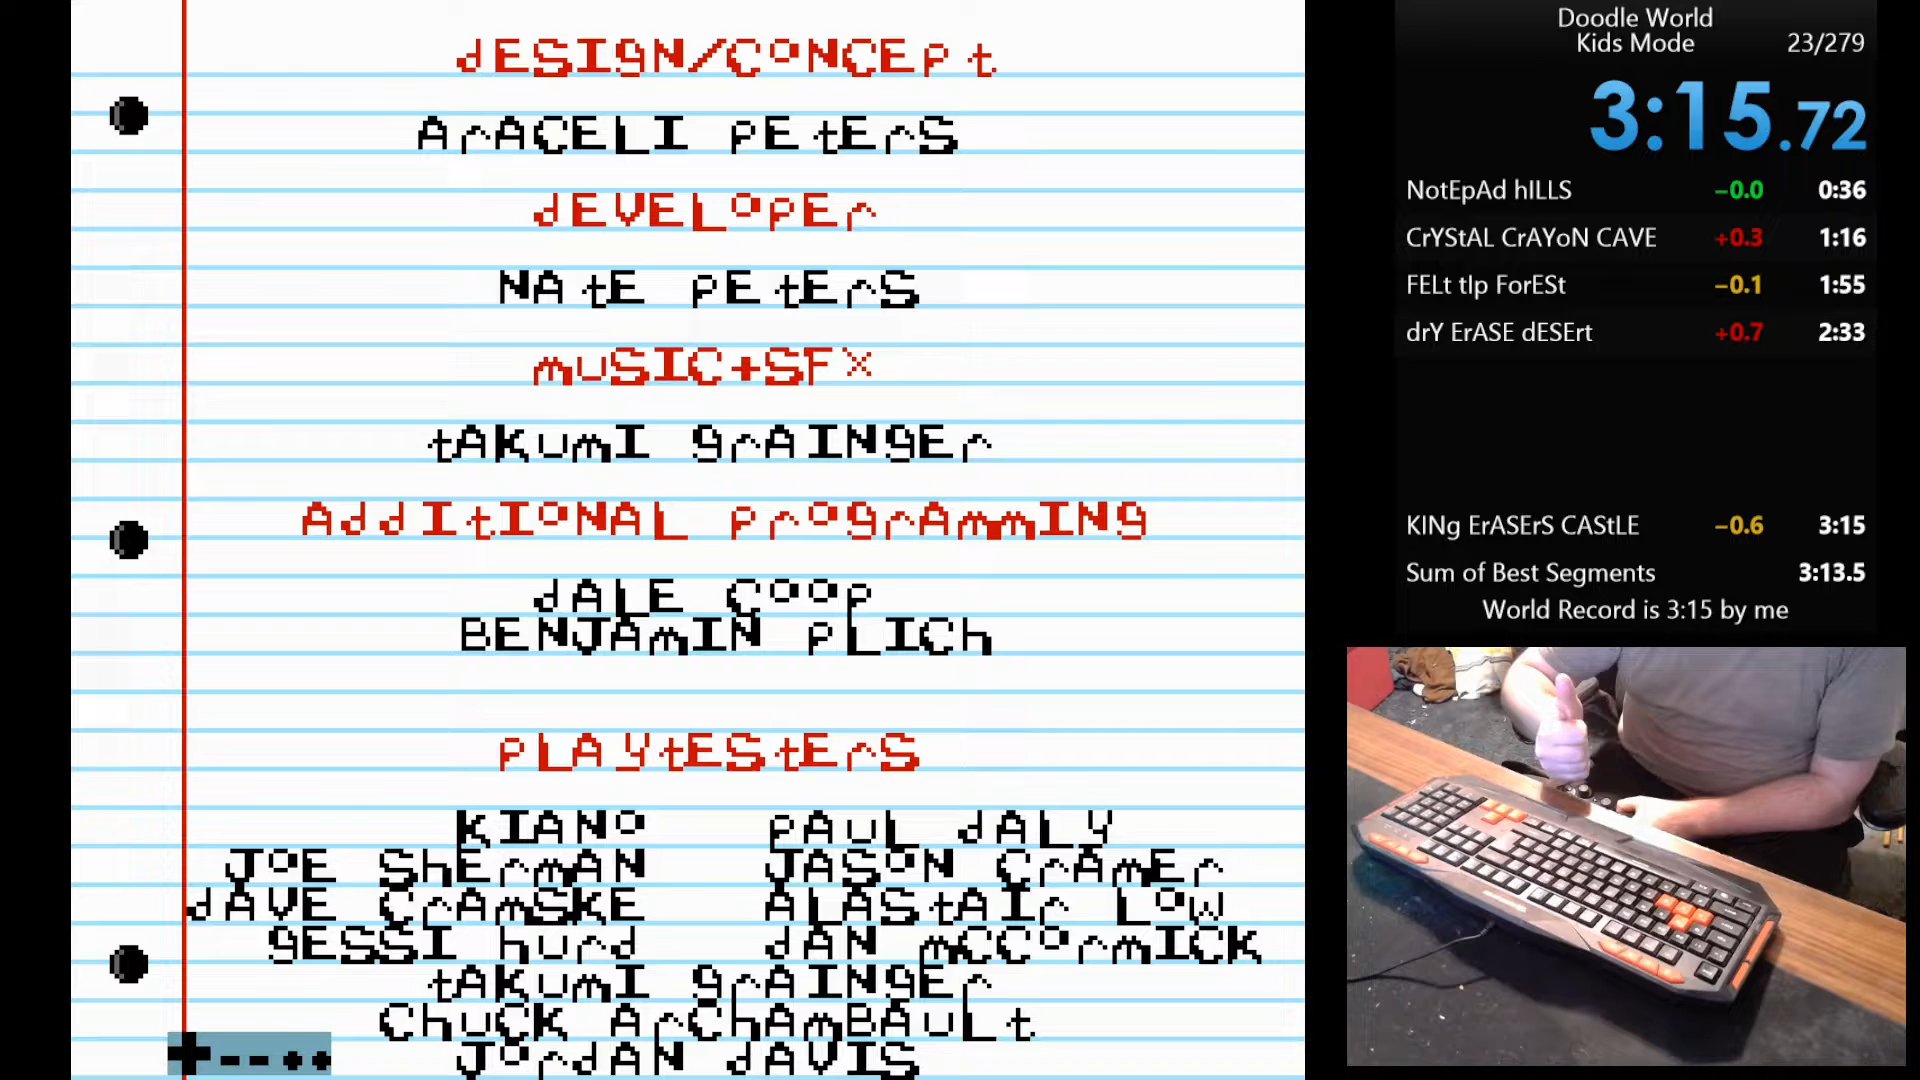 dESIgN/CoNCEpt
ArACELI pEtErS
dEVELopEr
NAtE pEtErS
muSIC+SFX
tAKumI grAINgEr
AddItIoNAL progrAmmINg
dALE Coop
BENJAmIN pLICh
pLAytEStErS
KIANo pAuL dALy
JoE ShErmAN JASoN CrAmEr
dAVE CrAmSKE ALAStAIr LoW
gESSI hurd dAN mCCormICK
tAKumI grAINgEr
ChuCK ArChAmBAuLt
JordAN dAVIS
Doodle World
Kids Mode 23/279
3:15.72
NotEpAd hILLS −0.0 0:36
CrYStAL CrAYoN CAVE +0.3 1:16
FELt tIp ForESt −0.1 1:55
drY ErASE dESErt +0.7 2:33
KINg ErASErS CAStLE −0.6 3:15
Sum of Best Segments 3:13.5
World Record is 3:15 by me